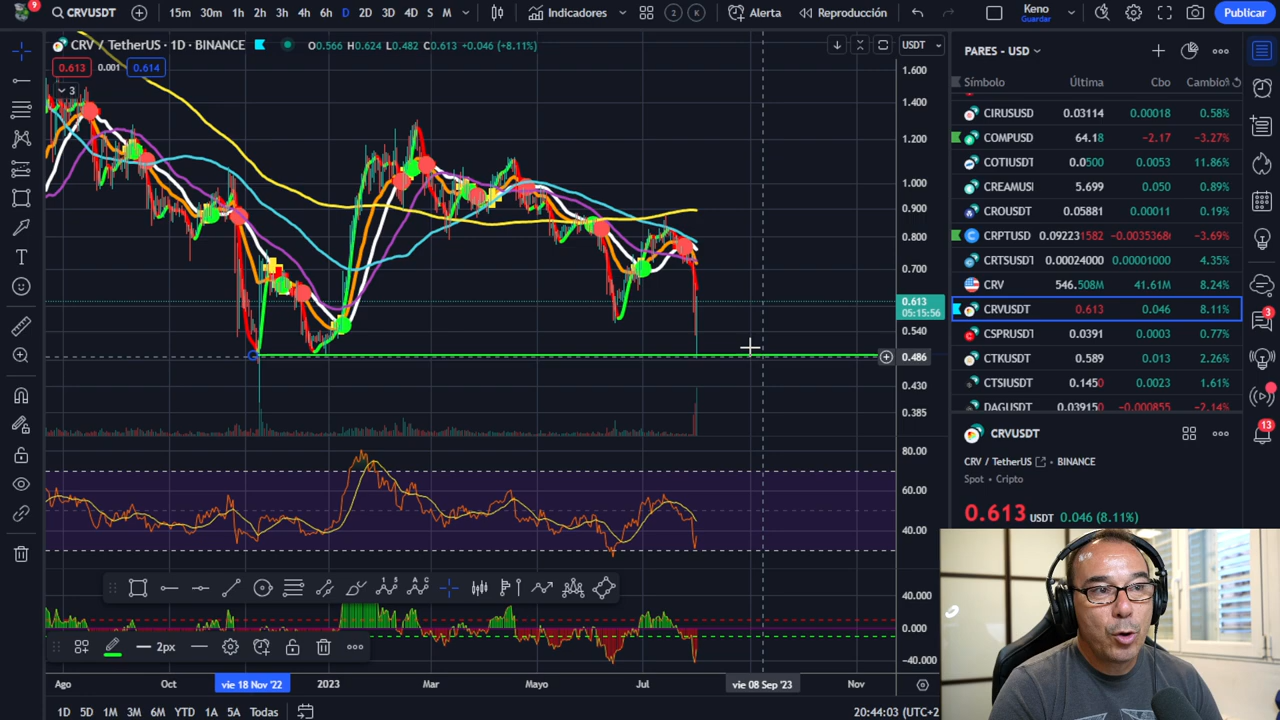 9
CRVUSDT
15m 30m 1h 2h 3h 4h 6h D 2D 3D 4D S M
Indicadores
2 K
Alerta
Reproducción
Keno
Guardar
Publicar
CRV / TetherUS · 1D · BINANCE
O0.566 H0.624 L0.482 C0.613 +0.046 (+8.11%)
USDT
0.613 0.001 0.614
3
1.600
1.400
1.200
1.000
0.900
0.800
0.700
0.613
05:15:56
0.540
0.486
0.430
0.385
80.00
60.00
40.00
40.000
0.000
−40.000
2px
Ago Oct vie 18 Nov '22 2023 Mar Mayo Jul vie 08 Sep '23 Nov
1D 5D 1M 3M 6M YTD 1A 5A Todas
20:44:03 (UTC+2
PARES - USD
Símbolo Última Cbo Cambio%
CIRUSUSD 0.03114 0.00018 0.58%
COMPUSD 64.18 −2.17 −3.27%
COTIUSDT 0.0500 0.0053 11.86%
CREAMUSI 5.699 0.050 0.89%
CROUSDT 0.05881 0.00011 0.19%
CRPTUSD 0.092231582 −0.0035368 −3.69%
CRTSUSDT 0.00024000 0.00001000 4.35%
CRV 546.508M 41.61M 8.24%
CRVUSDT 0.613 0.046 8.11%
CSPRUSDT 0.0391 0.0003 0.77%
CTKUSDT 0.589 0.013 2.26%
CTSIUSDT 0.1450 0.0023 1.61%
DAGUSDT 0.039150 −0.000855 −2.14%
CRVUSDT
CRV / TetherUS BINANCE
Spot • Cripto
0.613 USDT 0.046 (8.11%)
3
13